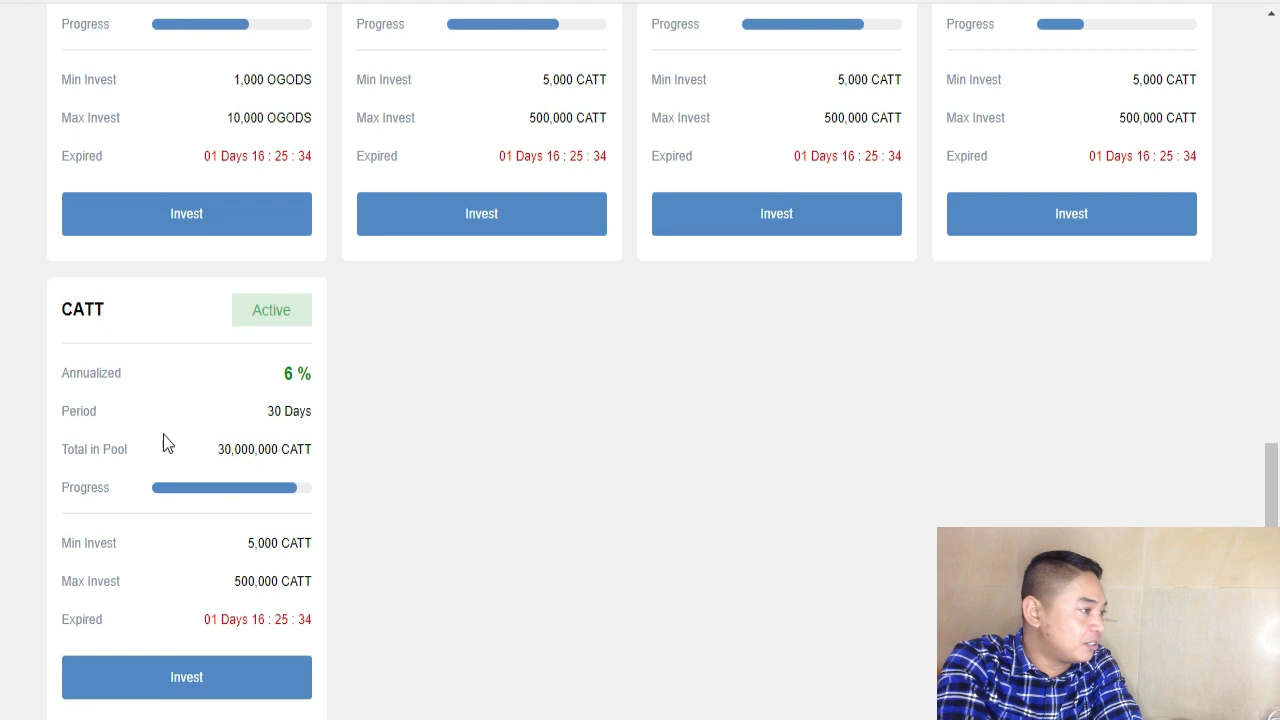 Progress
Min Invest 1,000 OGODS
Max Invest 10,000 OGODS
Expired 01 Days 16 : 25 : 34
Invest
Progress
Min Invest 5,000 CATT
Max Invest 500,000 CATT
Expired 01 Days 16 : 25 : 34
Invest
Progress
Min Invest 5,000 CATT
Max Invest 500,000 CATT
Expired 01 Days 16 : 25 : 34
Invest
Progress
Min Invest 5,000 CATT
Max Invest 500,000 CATT
Expired 01 Days 16 : 25 : 34
Invest
CATT Active
Annualized 6 %
Period 30 Days
Total in Pool 30,000,000 CATT
Progress
Min Invest 5,000 CATT
Max Invest 500,000 CATT
Expired 01 Days 16 : 25 : 34
Invest